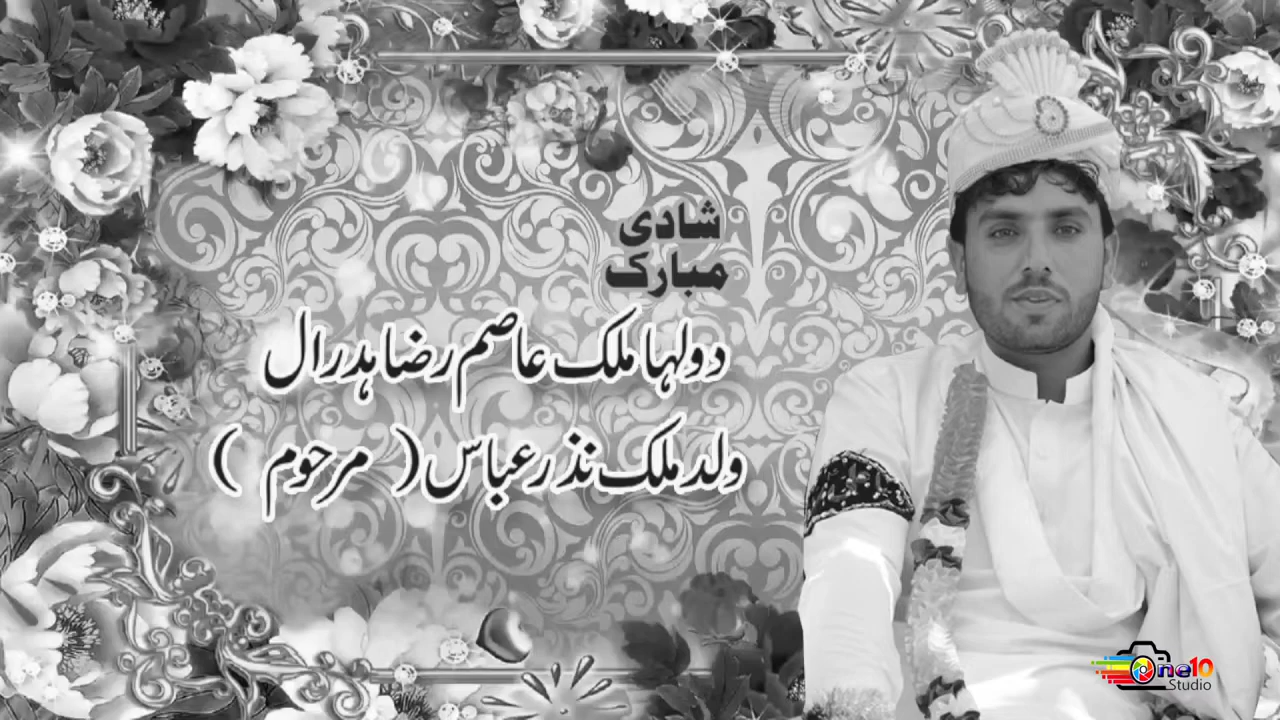 شادی
مبارک
دولہا ملک عاصم رضا ہدرال
ولد ملک نذر عباس ( مرحوم )
One10
Studio